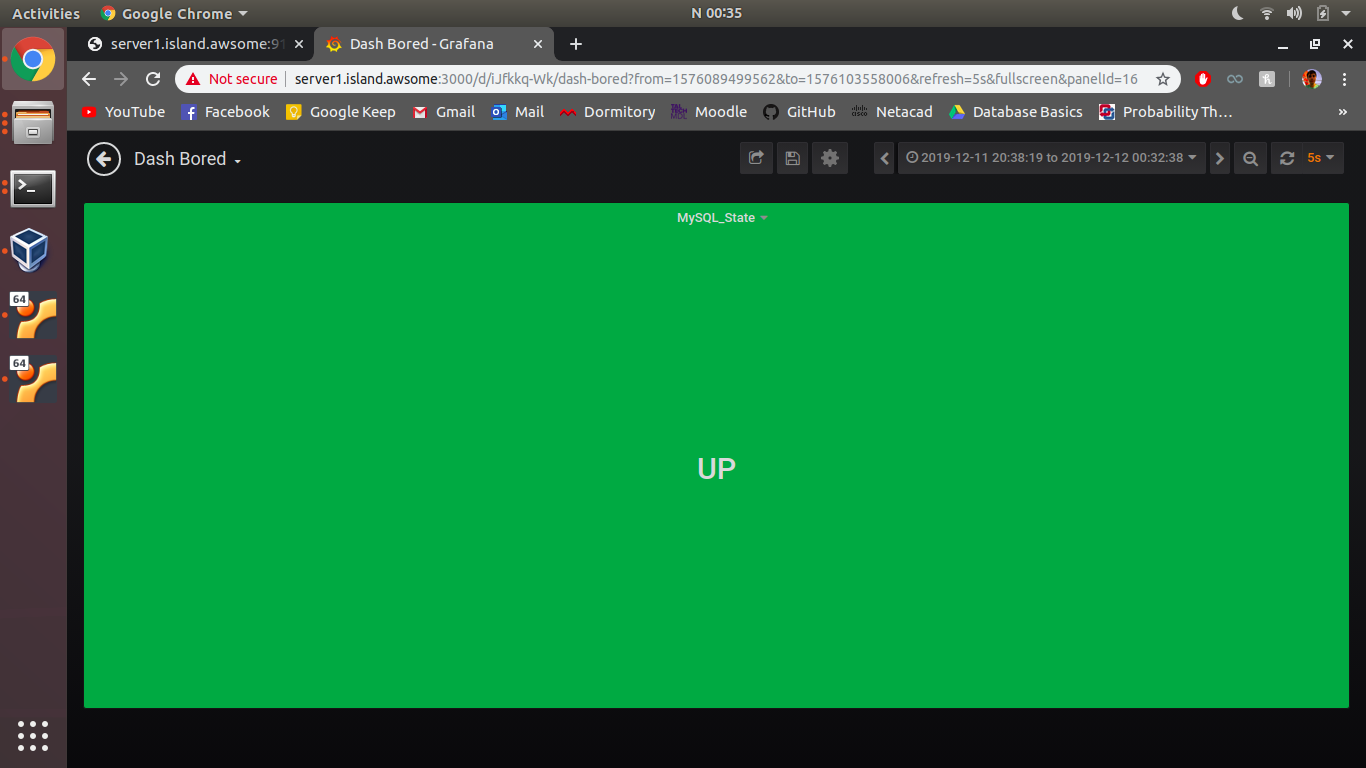 Activities Google Chrome N 00:35
server1.island.awsome:91 Dash Bored - Grafana
Not secure server1.island.awsome:3000/d/iJfkkq-Wk/dash-bored?from=1576089499562&to=1576103558006&refresh=5s&fullscreen&panelId=16
YouTube Facebook Google Keep Gmail Mail Dormitory Moodle GitHub Netacad Database Basics Probability Th… »
Dash Bored 2019-12-11 20:38:19 to 2019-12-12 00:32:38 5s
MySQL_State
UP
64
64